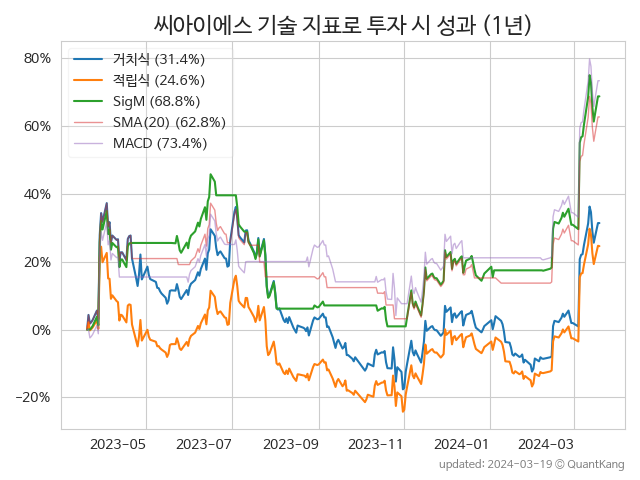 씨아이에스 기술 지표로 투자 시 성과 (1년)
80%
60%
40%
20%
0%
−20%
거치식 (31.4%)
적립식 (24.6%)
SigM (68.8%)
SMA(20) (62.8%)
MACD (73.4%)
2023-05
2023-07
2023-09
2023-11
2024-01
2024-03
updated: 2024-03-19 © QuantKang